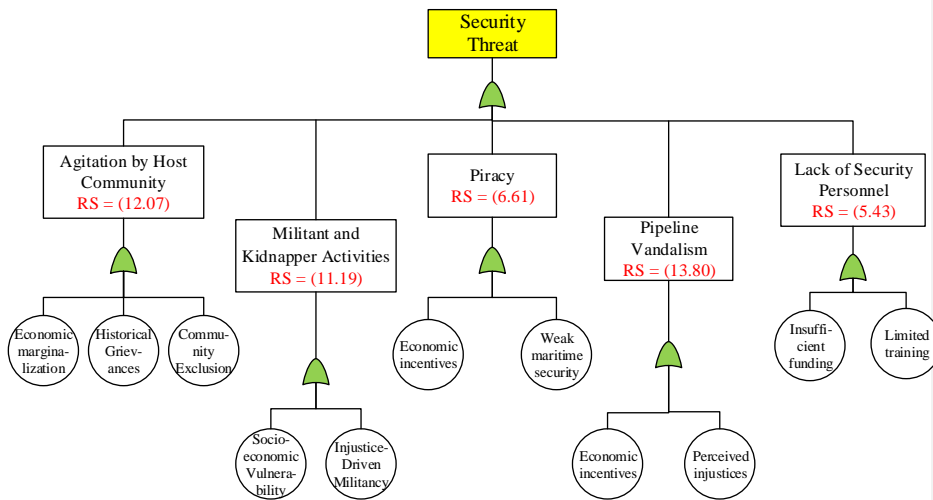 Security
Threat
Agitation by Host
Community
RS = (12.07)
Militant and
Kidnapper Activities
RS = (11.19)
Piracy
RS = (6.61)
Pipeline
Vandalism
RS = (13.80)
Lack of Security
Personnel
RS = (5.43)
Economic
margina-
lization
Historical
Griev-
ances
Commu-
nity
Exclusion
Socio-
economic
Vulnera-
bility
Injustice-
Driven
Militancy
Economic
incentives
Weak
maritime
security
Economic
incentives
Perceived
injustices
Insuffi-
cient
funding
Limited
training